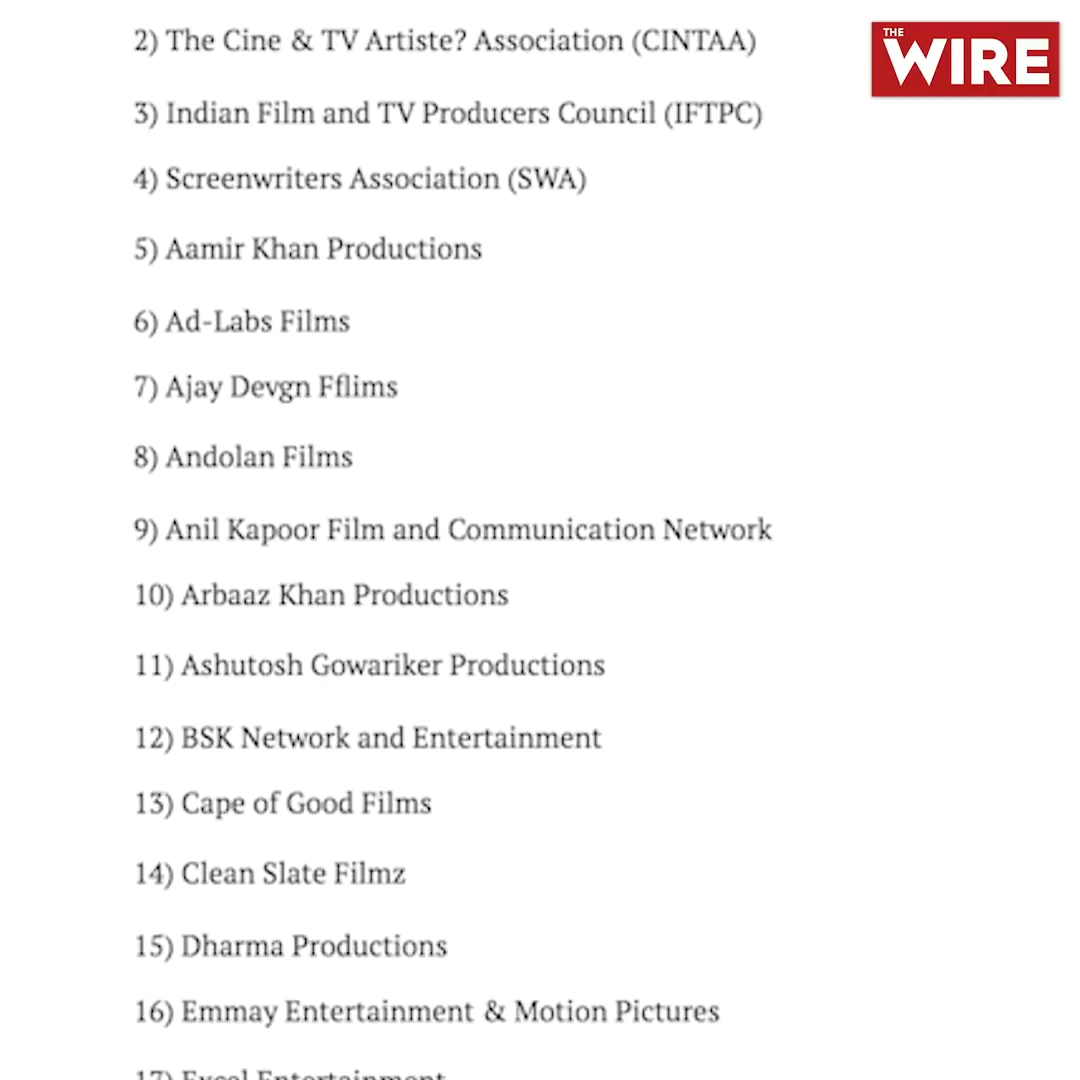 2) The Cine & TV Artiste? Association (CINTAA)
THE
WIRE
3) Indian Film and TV Producers Council (IFTPC)
4) Screenwriters Association (SWA)
5) Aamir Khan Productions
6) Ad-Labs Films
7) Ajay Devgn Fflims
8) Andolan Films
9) Anil Kapoor Film and Communication Network
10) Arbaaz Khan Productions
11) Ashutosh Gowariker Productions
12) BSK Network and Entertainment
13) Cape of Good Films
14) Clean Slate Filmz
15) Dharma Productions
16) Emmay Entertainment & Motion Pictures
17) Excel Entertainment